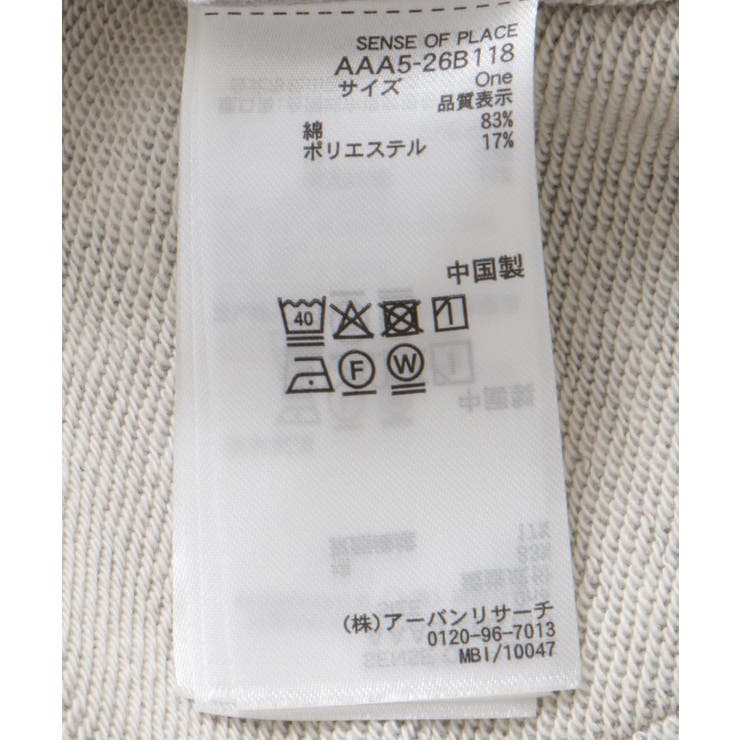 SENSE OF PLACE
AAA5-26B118
サイズ One
品質表示
綿 83%
ポリエステル 17%
中国製
40
F W
(株)アーバンリサーチ
0120-96-7013
MBI/10047